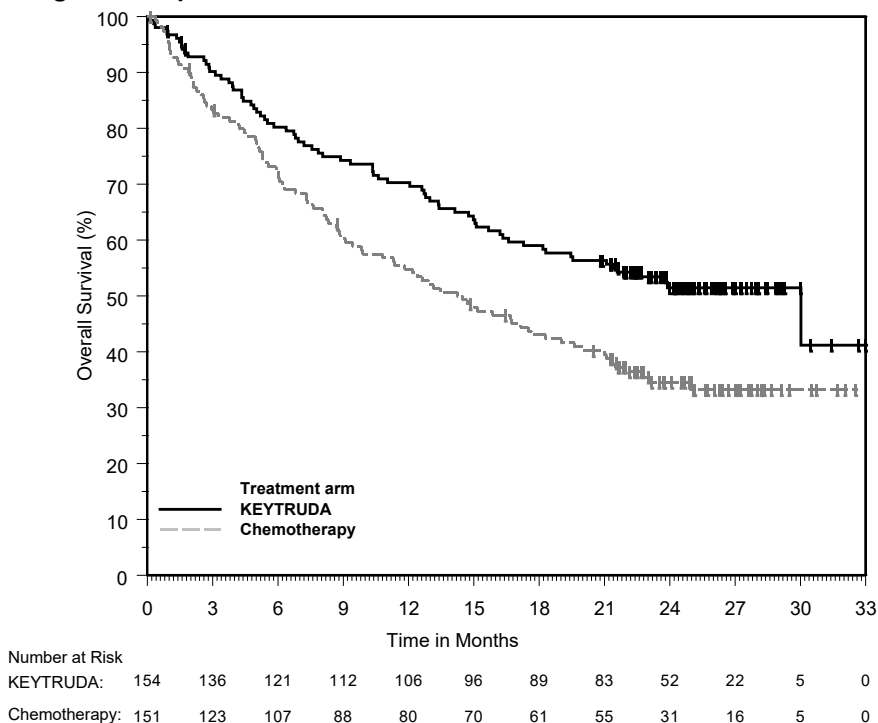 100
90
80
70
60
50
40
30
20
10
0
Overall Survival (%)
Treatment arm
KEYTRUDA
Chemotherapy
0 3 6 9 12 15 18 21 24 27 30 33
Time in Months
Number at Risk
KEYTRUDA: 154 136 121 112 106 96 89 83 52 22 5 0
Chemotherapy: 151 123 107 88 80 70 61 55 31 16 5 0